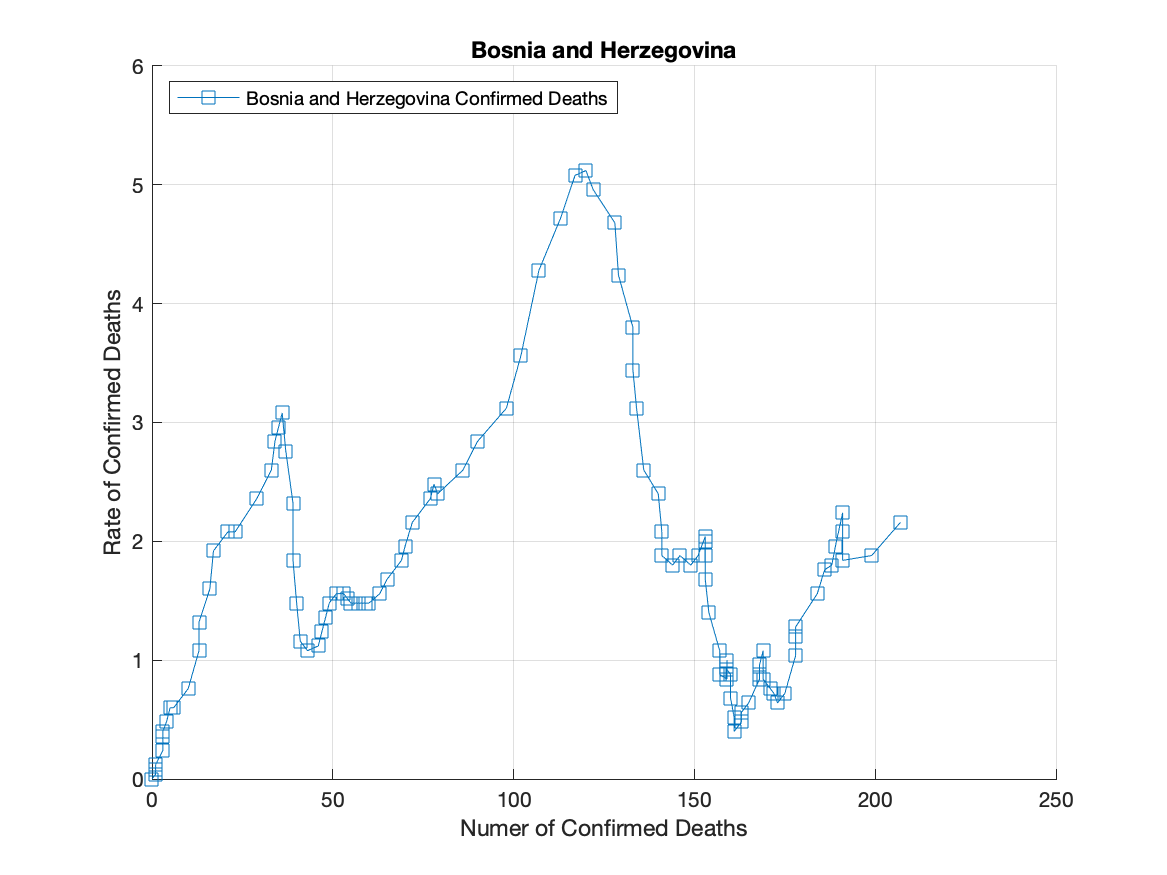 Bosnia and Herzegovina
Bosnia and Herzegovina Confirmed Deaths
6
5
4
3
2
1
0
Rate of Confirmed Deaths
0 50 100 150 200 250
Numer of Confirmed Deaths